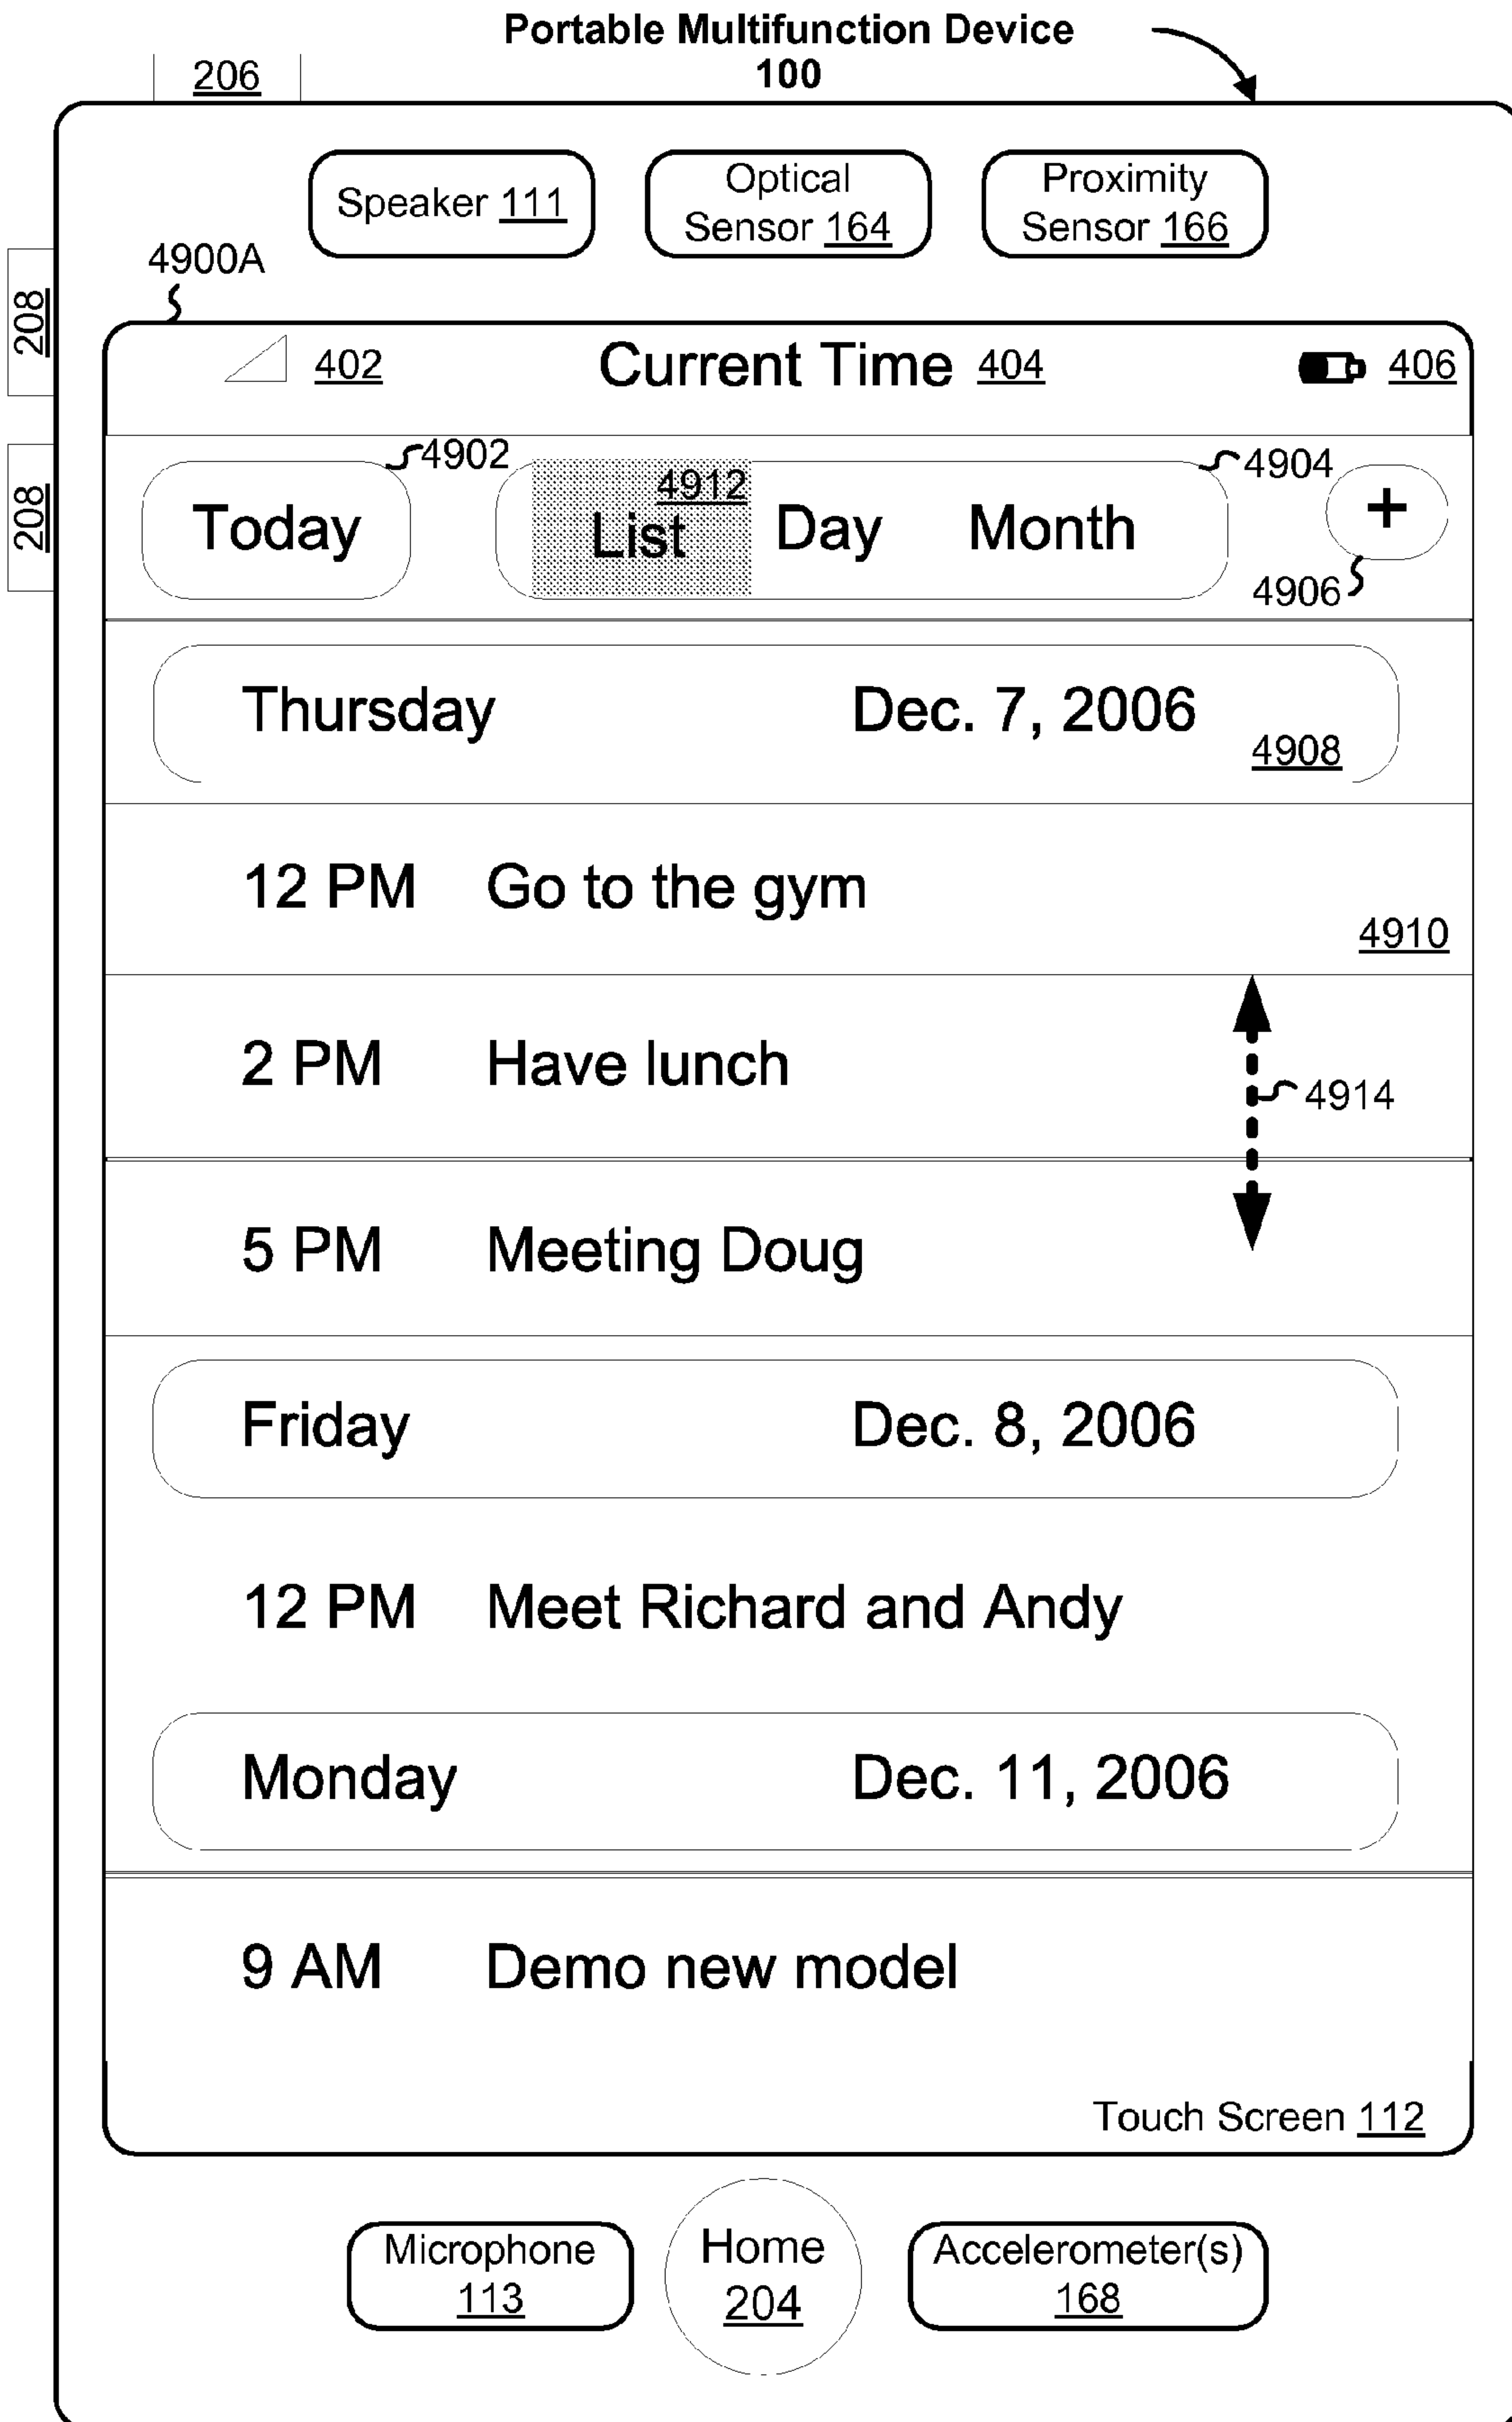 Portable Multifunction Device
100
206
Speaker 111
Optical
Sensor 164
Proximity
Sensor 166
4900A
208
402
Current Time 404
406
208
4902
4912
4904
Today
List
Day
Month
+
4906
Thursday
Dec. 7, 2006
4908
12 PM Go to the gym
4910
2 PM Have lunch
4914
5 PM Meeting Doug
Friday
Dec. 8, 2006
12 PM Meet Richard and Andy
Monday
Dec. 11, 2006
9 AM Demo new model
Touch Screen 112
Microphone
113
Home
204
Accelerometer(s)
168